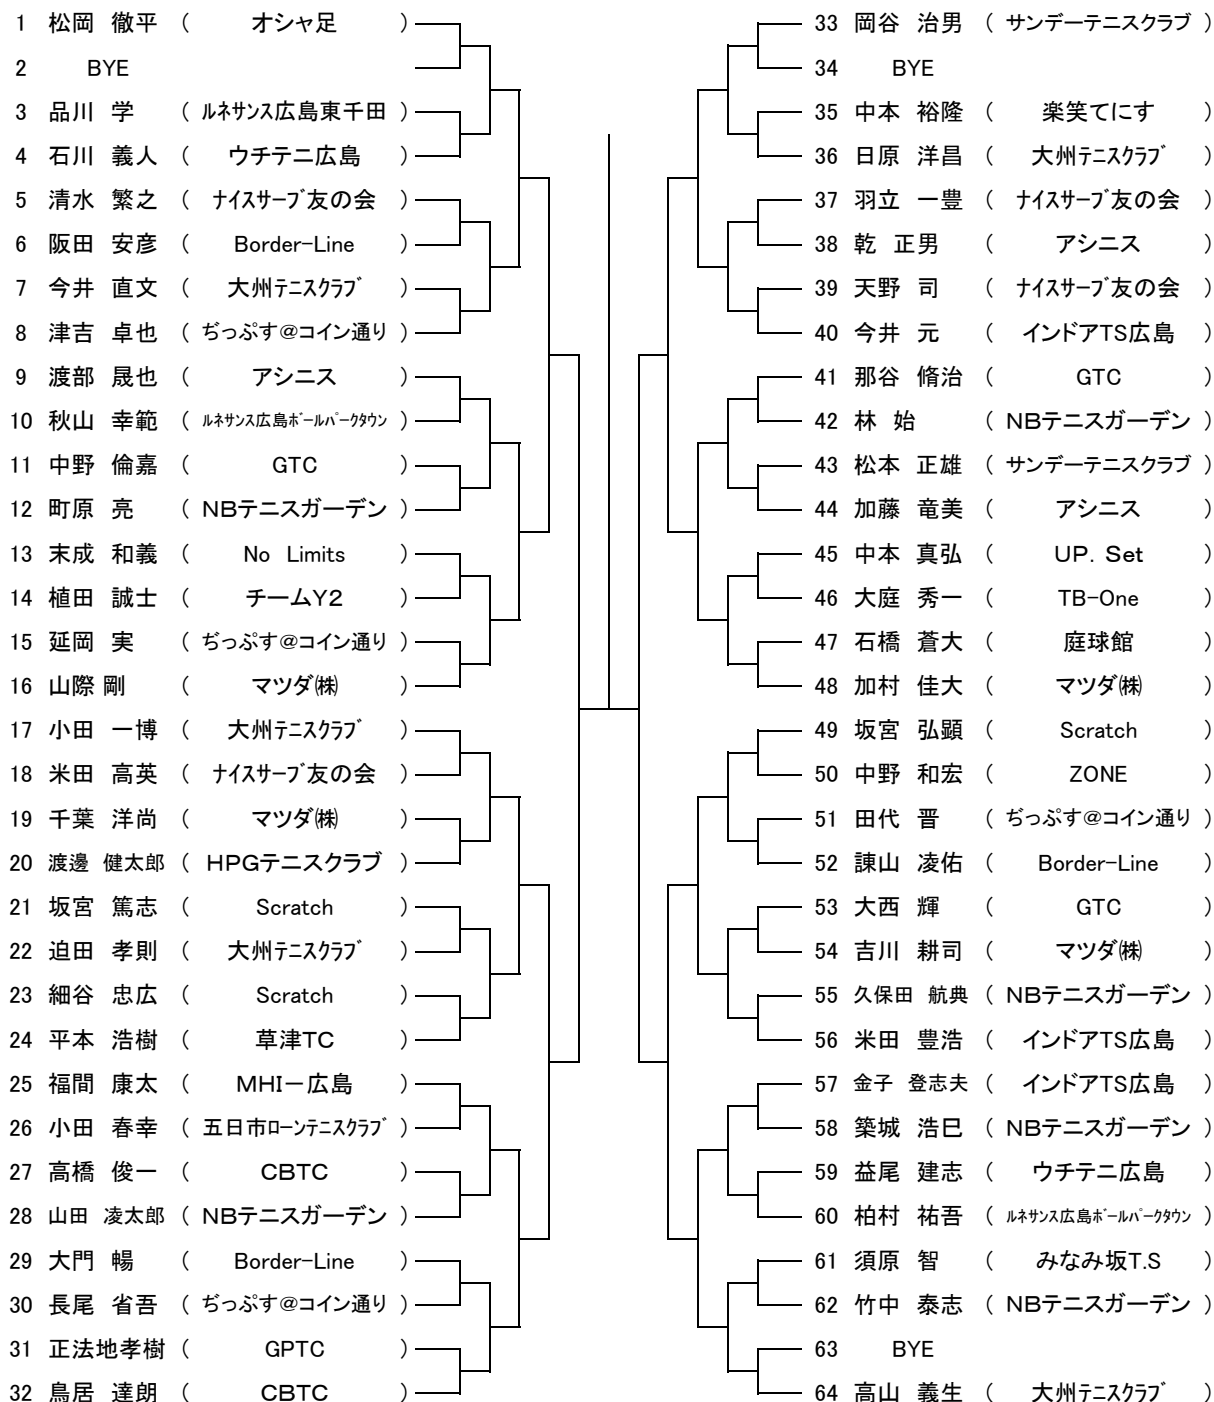 1 松岡 徹平 ( オシャ足 )
2 BYE
3 品川 学 ( ﾙﾈｻﾝｽ広島東千田 )
4 石川 義人 ( ウチテニ広島 )
5 清水 繁之 ( ﾅｲｽｻｰﾌﾞ友の会 )
6 阪田 安彦 ( Border-Line )
7 今井 直文 ( 大州ﾃﾆｽｸﾗﾌﾞ )
8 津吉 卓也 ( ぢっぷす@コイン通り )
9 渡部 晟也 ( アシニス )
10 秋山 幸範 ( ﾙﾈｻﾝｽ広島ﾎﾞｰﾙﾊﾟｰｸﾀｳﾝ )
11 中野 倫嘉 ( GTC )
12 町原 亮 ( NBテニスガーデン )
13 末成 和義 ( No Limits )
14 植田 誠士 ( チームY2 )
15 延岡 実 ( ぢっぷす@コイン通り )
16 山際 剛 ( マツダ㈱ )
17 小田 一博 ( 大州ﾃﾆｽｸﾗﾌﾞ )
18 米田 高英 ( ﾅｲｽｻｰﾌﾞ友の会 )
19 千葉 洋尚 ( マツダ㈱ )
20 渡邊 健太郎 ( HPGテニスクラブ )
21 坂宮 篤志 ( Scratch )
22 迫田 孝則 ( 大州ﾃﾆｽｸﾗﾌﾞ )
23 細谷 忠広 ( Scratch )
24 平本 浩樹 ( 草津TC )
25 福間 康太 ( MHI－広島 )
26 小田 春幸 ( 五日市ﾛｰﾝﾃﾆｽｸﾗﾌﾞ )
27 高橋 俊一 ( CBTC )
28 山田 凌太郎 ( NBテニスガーデン )
29 大門 暢 ( Border-Line )
30 長尾 省吾 ( ぢっぷす@コイン通り )
31 正法地孝樹 ( GPTC )
32 鳥居 達朗 ( CBTC )
33 岡谷 治男 ( サンデーテニスクラブ )
34 BYE
35 中本 裕隆 ( 楽笑てにす )
36 日原 洋昌 ( 大州ﾃﾆｽｸﾗﾌﾞ )
37 羽立 一豊 ( ﾅｲｽｻｰﾌﾞ友の会 )
38 乾 正男 ( アシニス )
39 天野 司 ( ﾅｲｽｻｰﾌﾞ友の会 )
40 今井 元 ( インドアTS広島 )
41 那谷 脩治 ( GTC )
42 林 始 ( NBテニスガーデン )
43 松本 正雄 ( サンデーテニスクラブ )
44 加藤 竜美 ( アシニス )
45 中本 真弘 ( UP. Set )
46 大庭 秀一 ( TB-One )
47 石橋 蒼大 ( 庭球館 )
48 加村 佳大 ( マツダ㈱ )
49 坂宮 弘顕 ( Scratch )
50 中野 和宏 ( ZONE )
51 田代 晋 ( ぢっぷす@コイン通り )
52 諌山 凌佑 ( Border-Line )
53 大西 輝 ( GTC )
54 吉川 耕司 ( マツダ㈱ )
55 久保田 航典 ( NBテニスガーデン )
56 米田 豊浩 ( インドアTS広島 )
57 金子 登志夫 ( インドアTS広島 )
58 築城 浩巳 ( NBテニスガーデン )
59 益尾 建志 ( ウチテニ広島 )
60 柏村 祐吾 ( ﾙﾈｻﾝｽ広島ﾎﾞｰﾙﾊﾟｰｸﾀｳﾝ )
61 須原 智 ( みなみ坂T.S )
62 竹中 泰志 ( NBテニスガーデン )
63 BYE
64 高山 義生 ( 大州ﾃﾆｽｸﾗﾌﾞ )